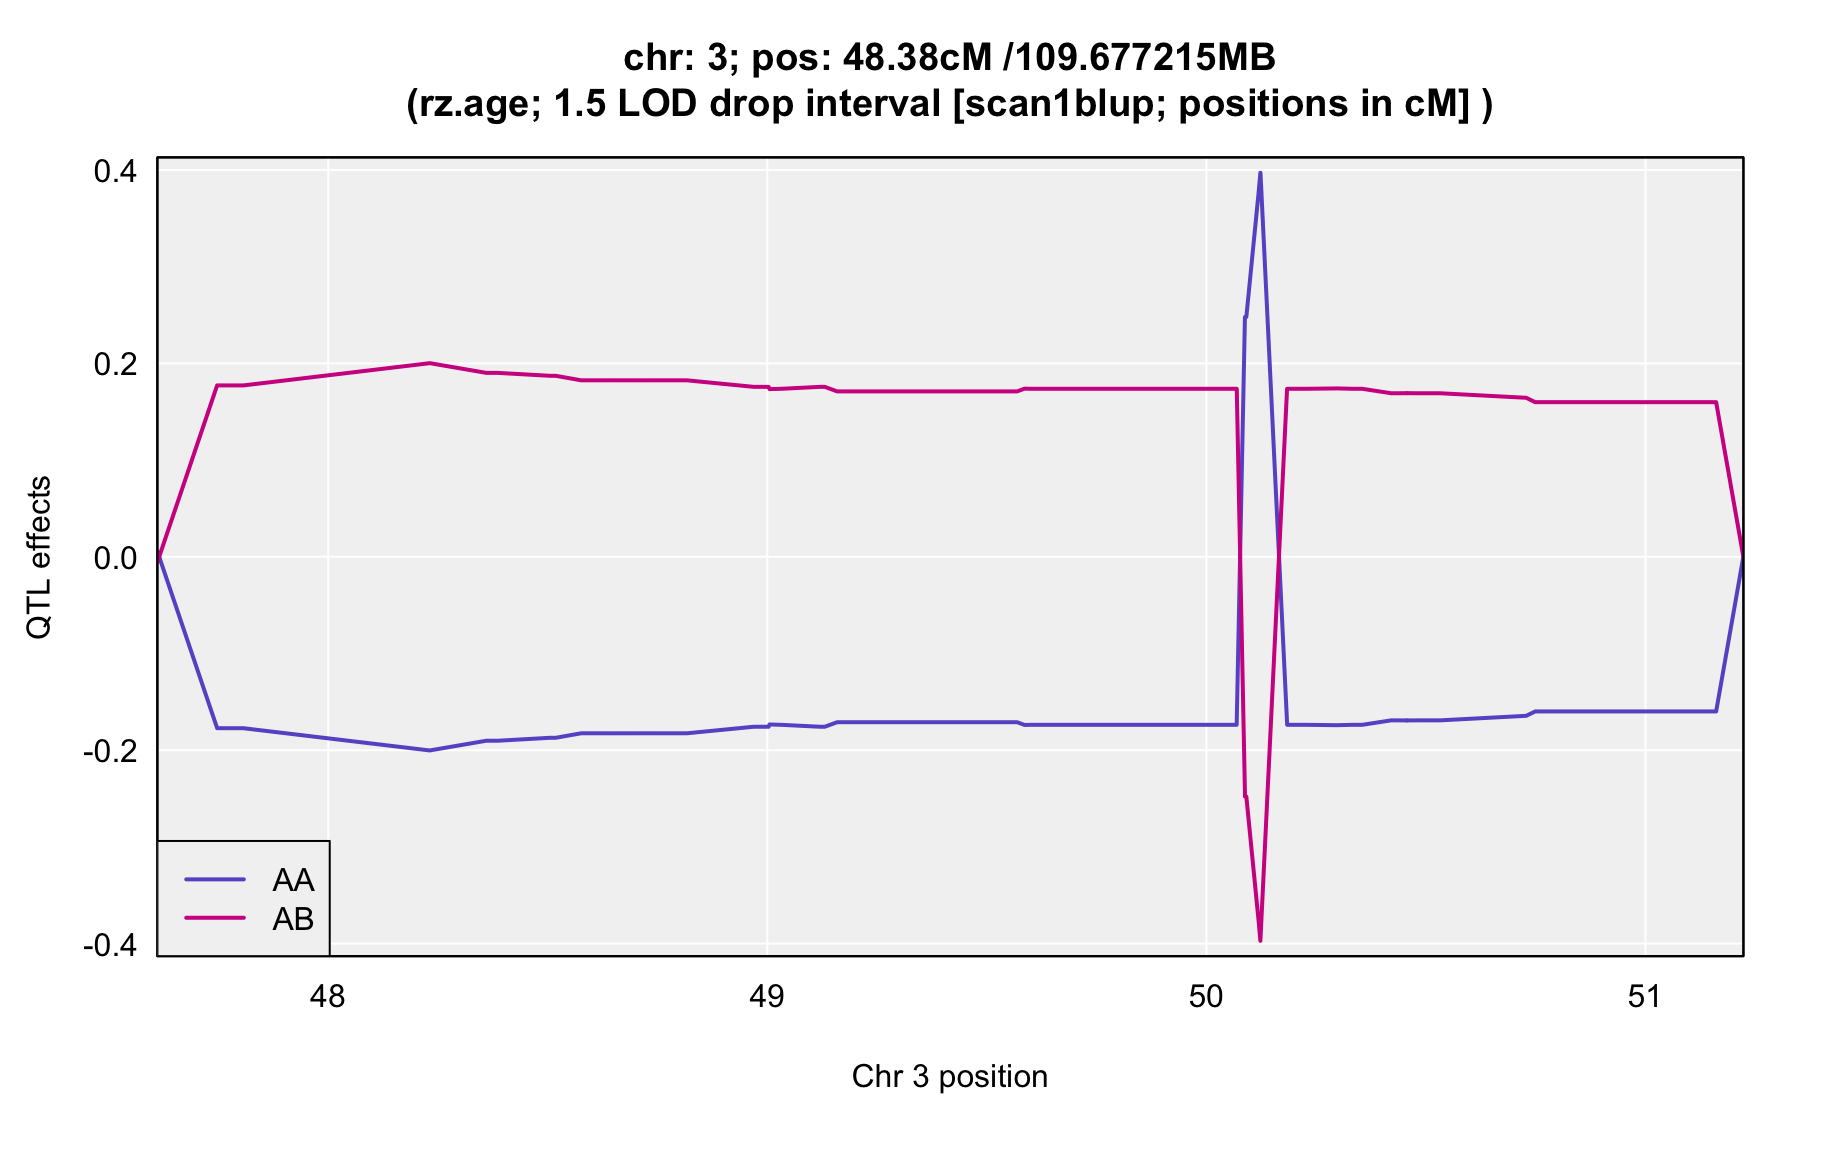 chr: 3; pos: 48.38cM /109.677215MB
(rz.age; 1.5 LOD drop interval [scan1blup; positions in cM] )
QTL effects
0.4
0.2
0.0
-0.2
-0.4
AA
AB
48 49 50 51
Chr 3 position